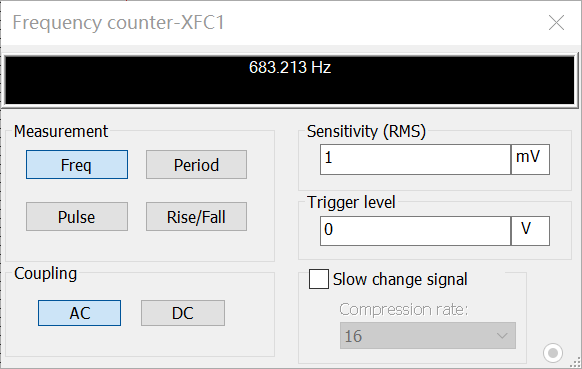 Frequency counter-XFC1
683.213 Hz
Measurement
Freq
Period
Pulse
Rise/Fall
Coupling
AC
DC
Sensitivity (RMS)
1
mV
Trigger level
0
V
Slow change signal
Compression rate:
16